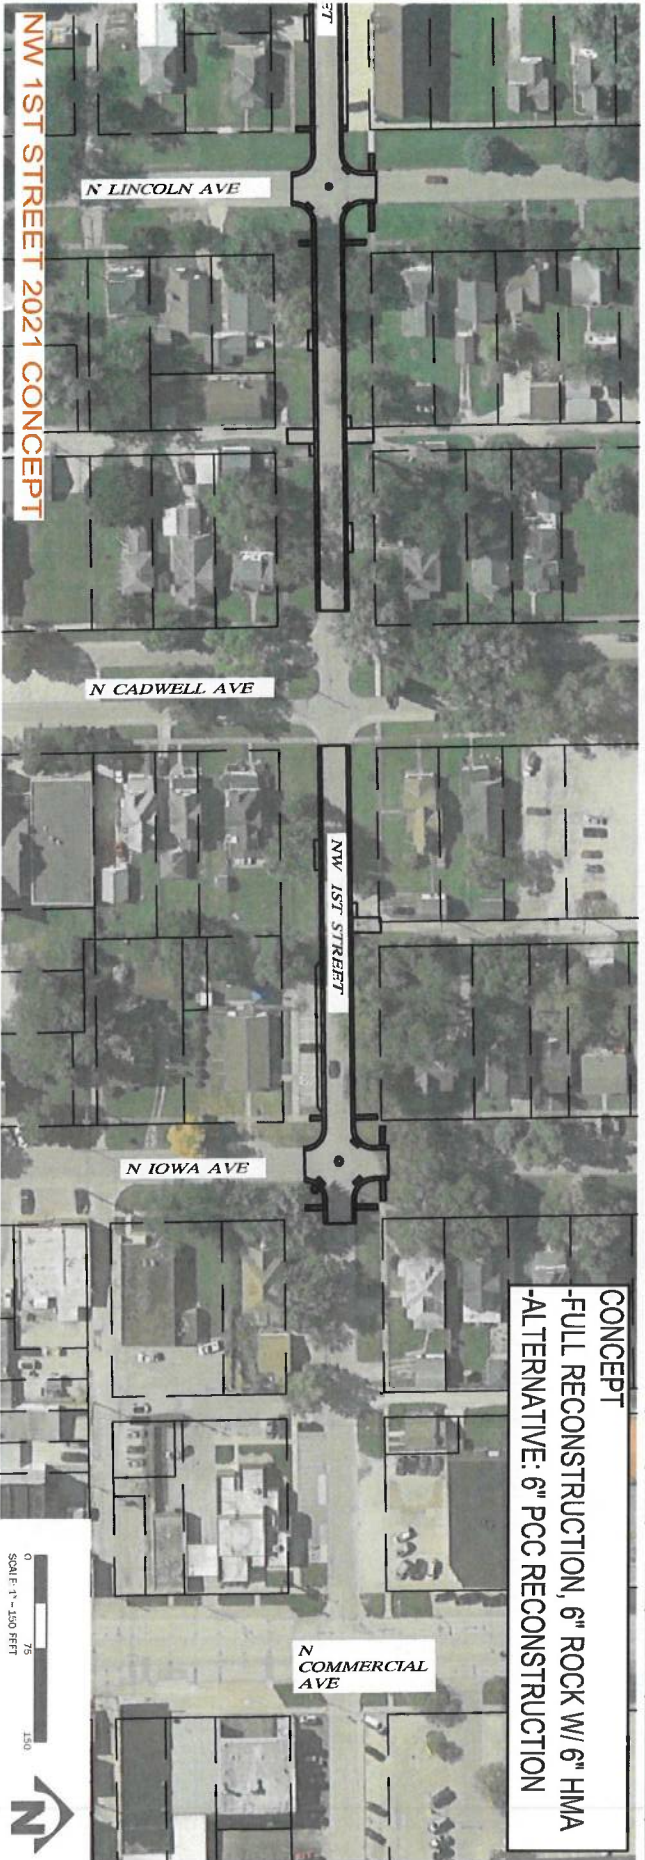 ET
N LINCOLN AVE
N CADWELL AVE
NW 1ST STREET
N IOWA AVE
N
COMMERCIAL
AVE
CONCEPT
-FULL RECONSTRUCTION, 6" ROCK W/ 6" HMA
-ALTERNATIVE: 6" PCC RECONSTRUCTION
NW 1ST STREET 2021 CONCEPT
0 75 150
SCALE: 1" = 150 FEET
N